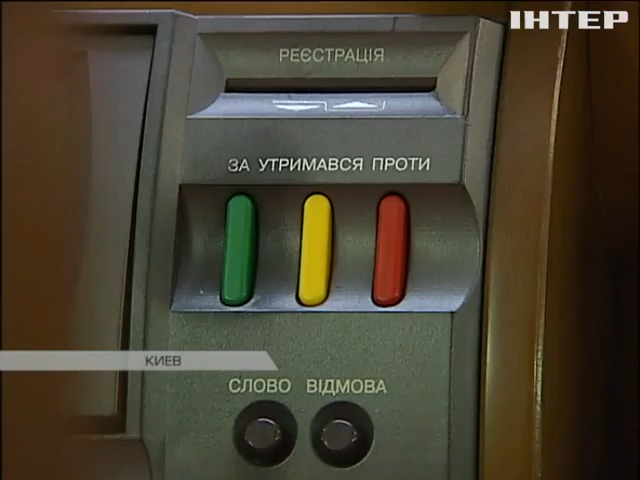 ІНТЕР
РЕЄСТРАЦІЯ
ЗА УТРИМАВСЯ ПРОТИ
КИЕВ
СЛОВО ВІДМОВА